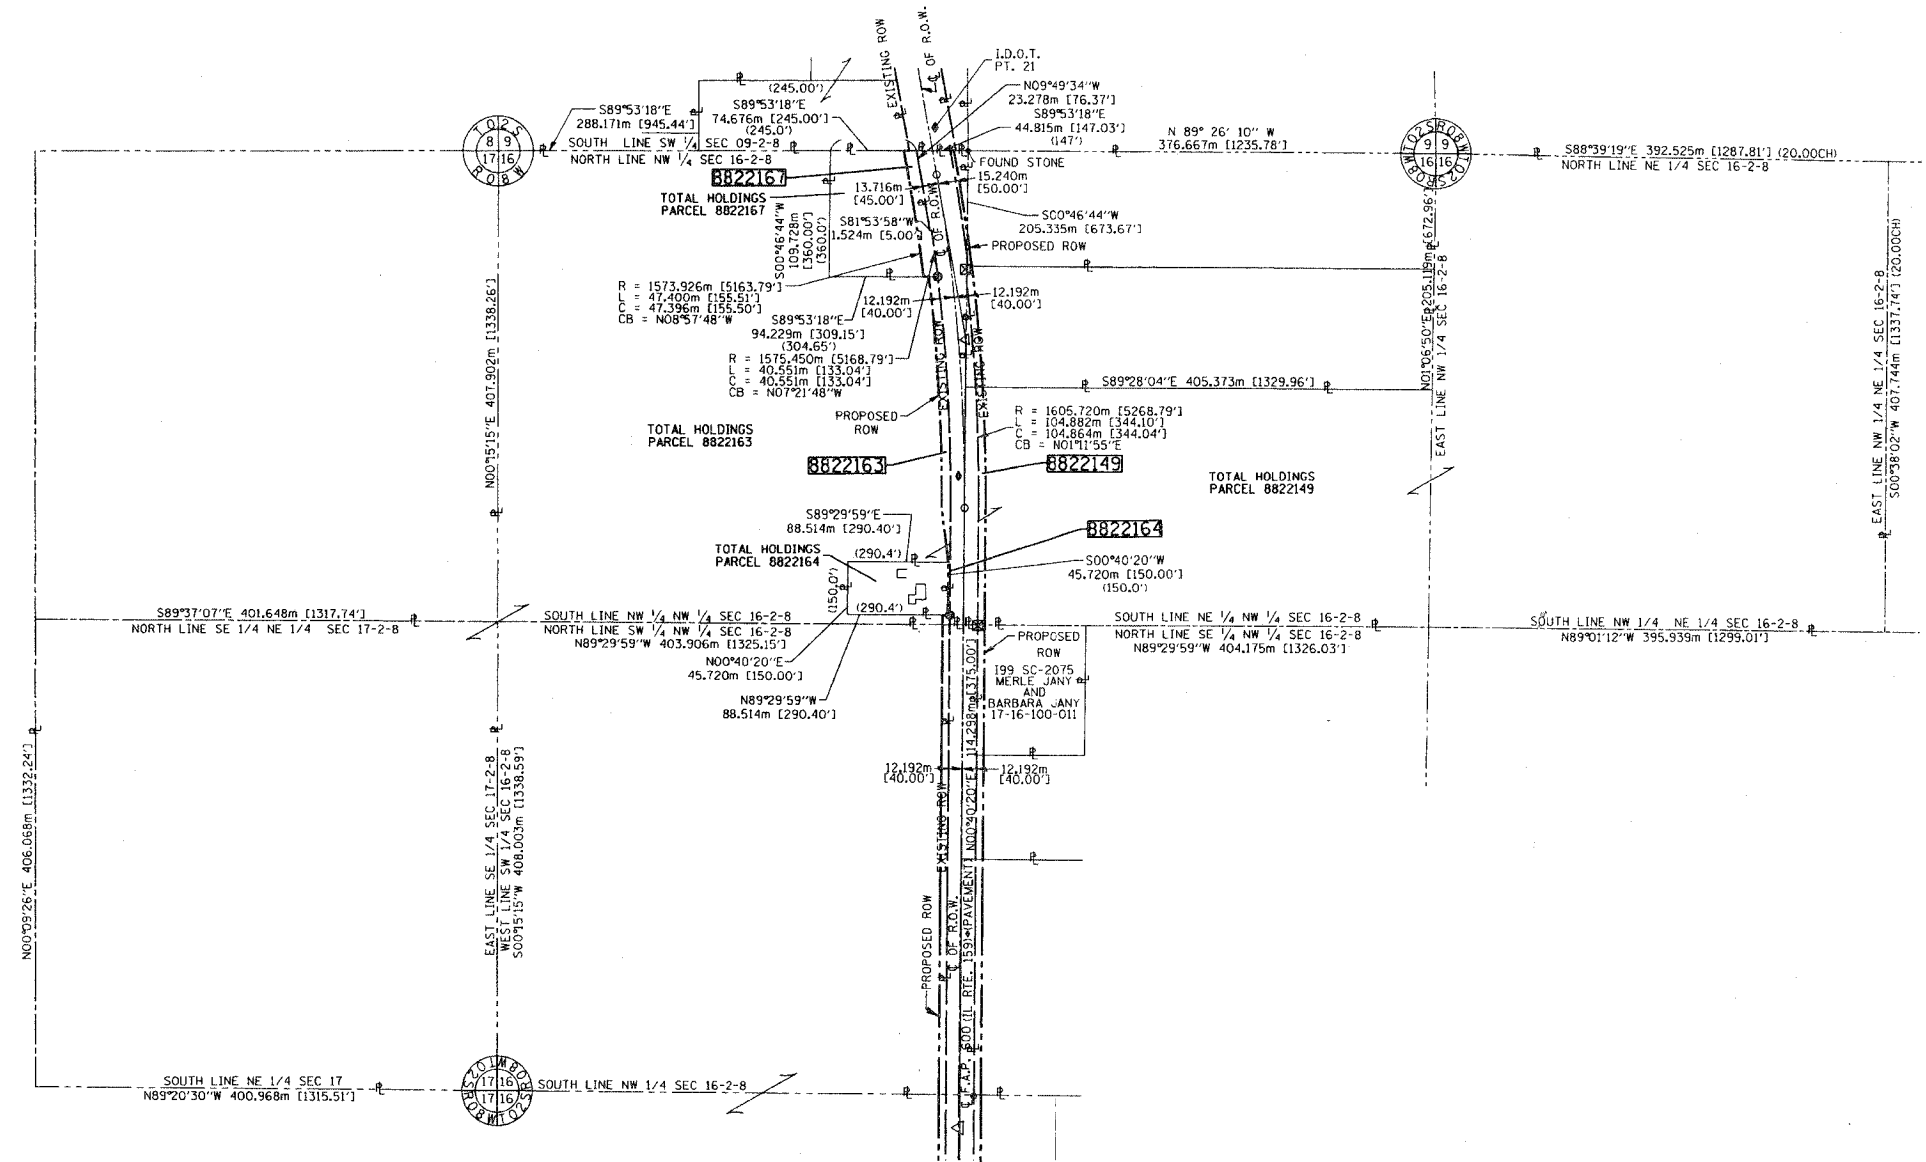 EXISTING ROW
℄ OF R.O.W.
I.D.O.T.
PT. 21
N09°49'34''W
23.278m [76.37']
S89°53'18''E
44.815m [147.03']
(147')
(245.00')
S89°53'18''E
74.676m [245.00']
(245.0')
S89°53'18''E
288.171m [945.44']
SOUTH LINE SW 1/4 SEC 09-2-8
NORTH LINE NW 1/4 SEC 16-2-8
T02S
8 9
17 16
R08W
N 89° 26' 10'' W
376.667m [1235.78']
T02SR08W
9 9
16 16
T02SR08W
S88°39'19''E 392.525m [1287.81'] (20.00CH)
NORTH LINE NE 1/4 SEC 16-2-8
FOUND STONE
15.240m
[50.00']
8822167
TOTAL HOLDINGS
PARCEL 8822167
13.716m
[45.00']
℄ OF R.O.W.
S81°53'58''W
1.524m [5.00']
S00°46'44''W
109.728m
[360.00']
(360.0')
S00°46'44''W
205.335m [673.67']
PROPOSED ROW
R = 1573.926m [5163.79']
L = 47.400m [155.51']
C = 47.396m [155.50']
CB = N08°57'48''W
12.192m
[40.00']
12.192m
[40.00']
S89°53'18''E
94.229m [309.15']
(304.65')
R = 1575.450m [5168.79']
L = 40.551m [133.04']
C = 40.551m [133.04']
CB = N07°21'48''W
EXISTING ROW
EXISTING ROW
PROPOSED
ROW
N00°15'15''E 407.902m [1338.26']
N01°06'50''E 205.119m [672.96']
EAST LINE NW 1/4 SEC 16-2-8
EAST LINE NW 1/4 NE 1/4 SEC 16-2-8
S00°38'02''W 407.744m [1337.74'] (20.00CH)
S89°28'04''E 405.373m [1329.96']
R = 1605.720m [5268.79']
L = 104.882m [344.10']
C = 104.864m [344.04']
CB = N01°11'55''E
TOTAL HOLDINGS
PARCEL 8822163
8822163
8822149
TOTAL HOLDINGS
PARCEL 8822149
S89°29'59''E
88.514m [290.40']
8822164
TOTAL HOLDINGS
PARCEL 8822164
(290.4')
(150.0')
(290.4')
S00°40'20''W
45.720m [150.00']
(150.0')
S89°37'07''E 401.648m [1317.74']
NORTH LINE SE 1/4 NE 1/4 SEC 17-2-8
SOUTH LINE NW 1/4 NW 1/4 SEC 16-2-8
NORTH LINE SW 1/4 NW 1/4 SEC 16-2-8
N89°29'59''W 403.906m [1325.15']
SOUTH LINE NE 1/4 NW 1/4 SEC 16-2-8
NORTH LINE SE 1/4 NW 1/4 SEC 16-2-8
N89°29'59''W 404.175m [1326.03']
SOUTH LINE NW 1/4 NE 1/4 SEC 16-2-8
N89°01'12''W 395.939m [1299.01']
N00°40'20''E
45.720m [150.00']
N89°29'59''W
88.514m [290.40']
PROPOSED
ROW
199 SC-2075
MERLE JANY
AND
BARBARA JANY
17-16-100-011
12.192m
[40.00']
12.192m
[40.00']
N00°09'26''E 406.068m [1332.24']
EAST LINE SE 1/4 SEC 17-2-8
WEST LINE SW 1/4 SEC 16-2-8
S00°15'15''W 408.003m [1338.59']
EXISTING ROW
PROPOSED ROW
℄ OF R.O.W.
℄ F.A.P. 600 (IL RTE. 159) (PAVEMENT) N00°40'20''E 114.298m [375.00']
SOUTH LINE NE 1/4 SEC 17
N89°20'30''W 400.968m [1315.51']
T02SR08W
17 16
17 16
T02SR08W
SOUTH LINE NW 1/4 SEC 16-2-8